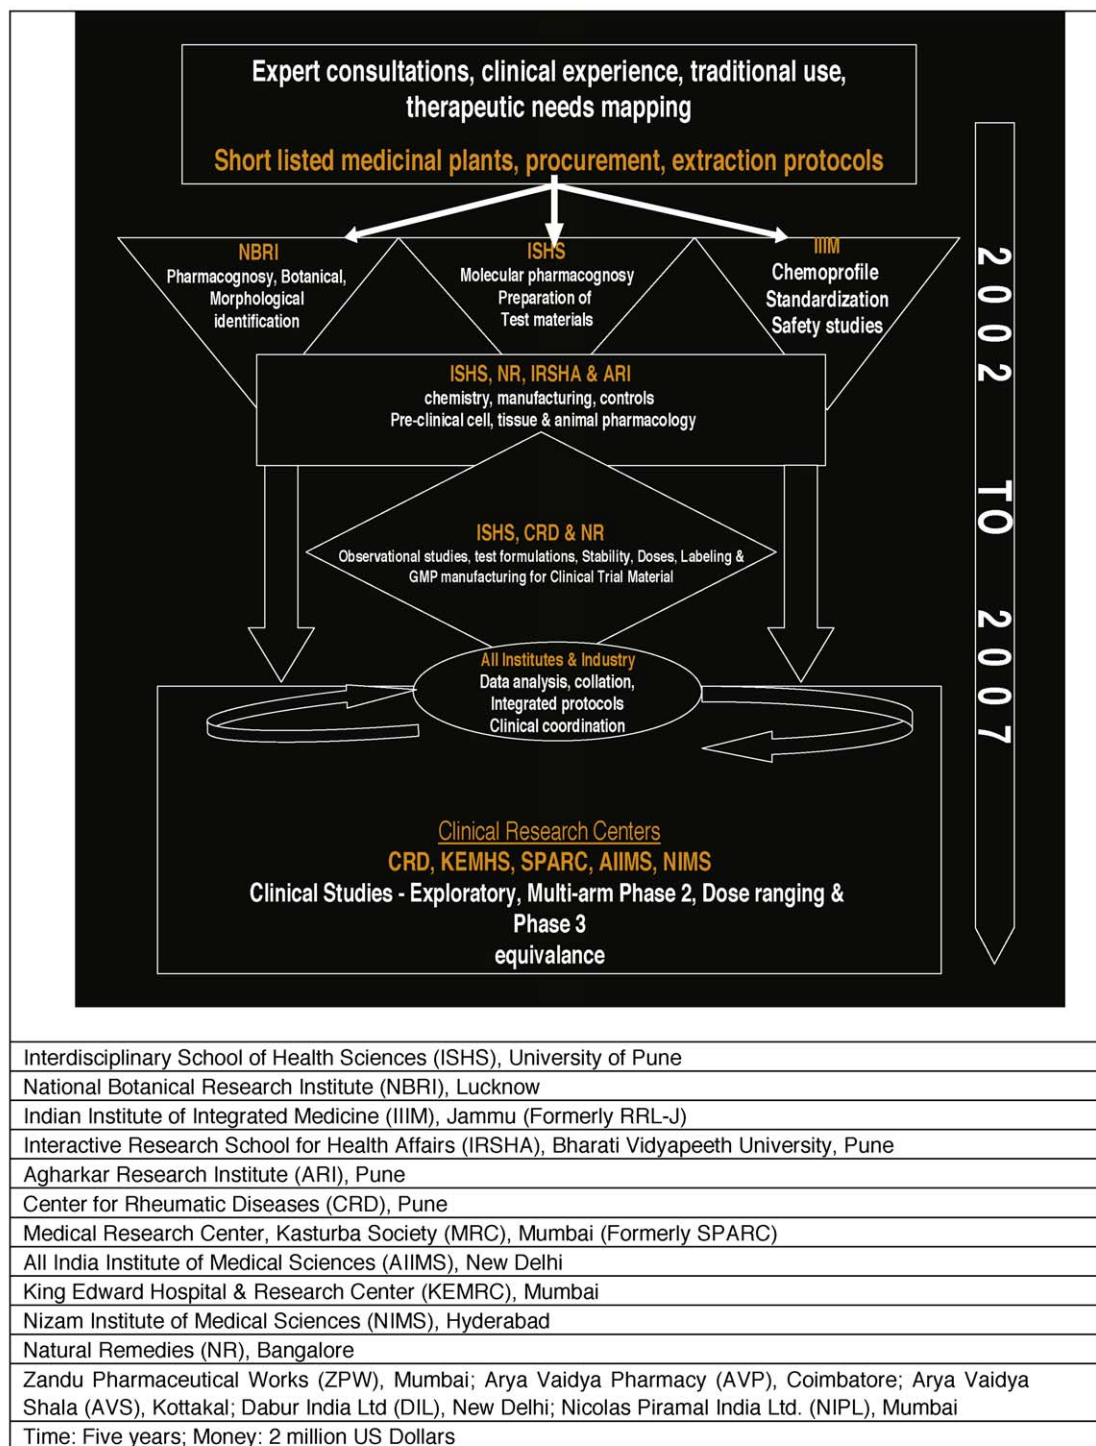 Expert consultations, clinical experience, traditional use,
therapeutic needs mapping
Short listed medicinal plants, procurement, extraction protocols
NBRI
Pharmacognosy, Botanical,
Morphological
identification
ISHS
Molecular pharmacognosy
Preparation of
Test materials
IIIM
Chemoprofile
Standardization
Safety studies
ISHS, NR, IRSHA & ARI
chemistry, manufacturing, controls
Pre-clinical cell, tissue & animal pharmacology
ISHS, CRD & NR
Observational studies, test formulations, Stability, Doses, Labeling &
GMP manufacturing for Clinical Trial Material
All Institutes & Industry
Data analysis, collation,
Integrated protocols
Clinical coordination
Clinical Research Centers
CRD, KEMHS, SPARC, AIIMS, NIMS
Clinical Studies - Exploratory, Multi-arm Phase 2, Dose ranging &
Phase 3
equivalance
2002 TO 2007
Interdisciplinary School of Health Sciences (ISHS), University of Pune
National Botanical Research Institute (NBRI), Lucknow
Indian Institute of Integrated Medicine (IIIM), Jammu (Formerly RRL-J)
Interactive Research School for Health Affairs (IRSHA), Bharati Vidyapeeth University, Pune
Agharkar Research Institute (ARI), Pune
Center for Rheumatic Diseases (CRD), Pune
Medical Research Center, Kasturba Society (MRC), Mumbai (Formerly SPARC)
All India Institute of Medical Sciences (AIIMS), New Delhi
King Edward Hospital & Research Center (KEMRC), Mumbai
Nizam Institute of Medical Sciences (NIMS), Hyderabad
Natural Remedies (NR), Bangalore
Zandu Pharmaceutical Works (ZPW), Mumbai; Arya Vaidya Pharmacy (AVP), Coimbatore; Arya Vaidya
Shala (AVS), Kottakal; Dabur India Ltd (DIL), New Delhi; Nicolas Piramal India Ltd. (NIPL), Mumbai
Time: Five years; Money: 2 million US Dollars